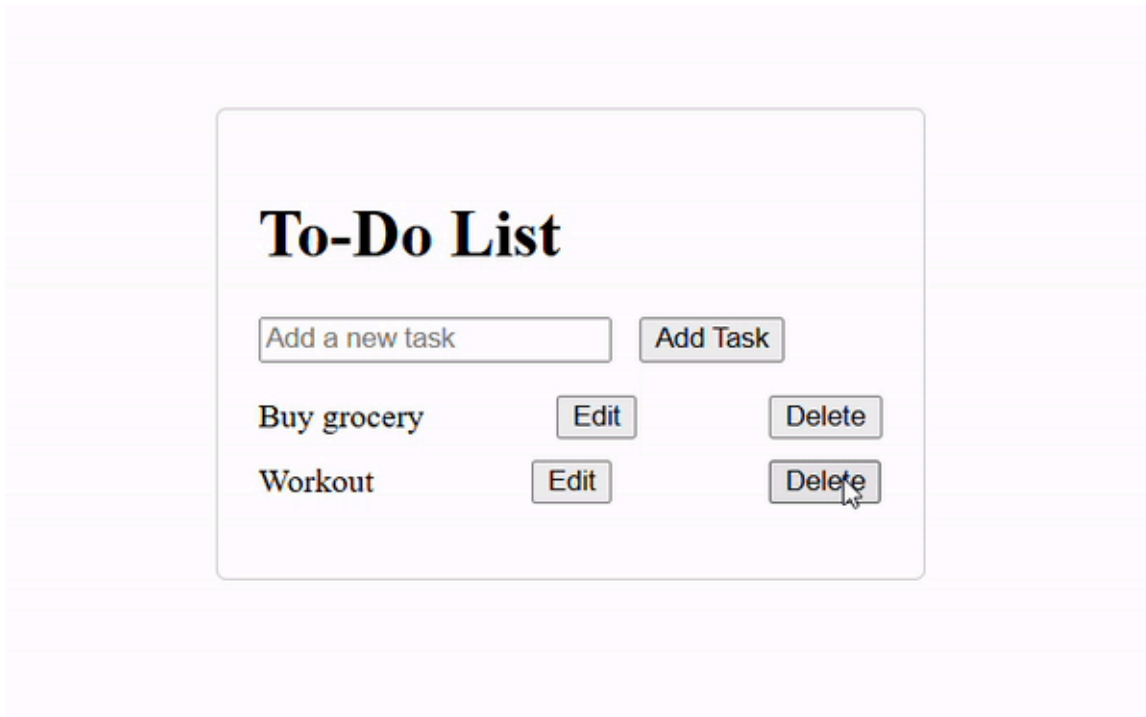 To-Do List
Add a new task Add Task
Buy grocery Edit Delete
Workout Edit Delete